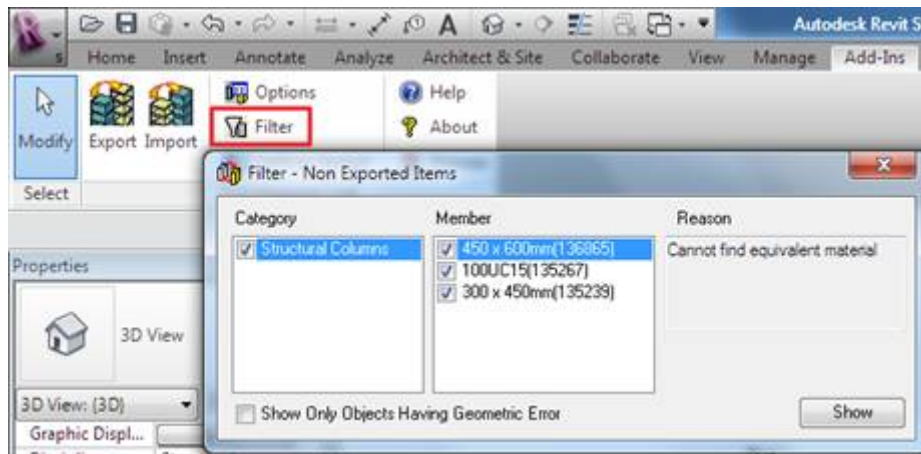 Autodesk Revit S
S Home Insert Annotate Analyze Architect & Site Collaborate View Manage Add-Ins
Modify Export Import Options Help
Filter About
Select
Filter - Non Exported Items
Category Member Reason
Structural Columns 450 x 600mm(136865) Cannot find equivalent material
100UC15(135267)
300 x 450mm(135239)
Properties
3D View
3D View: {3D}
Show Only Objects Having Geometric Error Show
Graphic Displ...